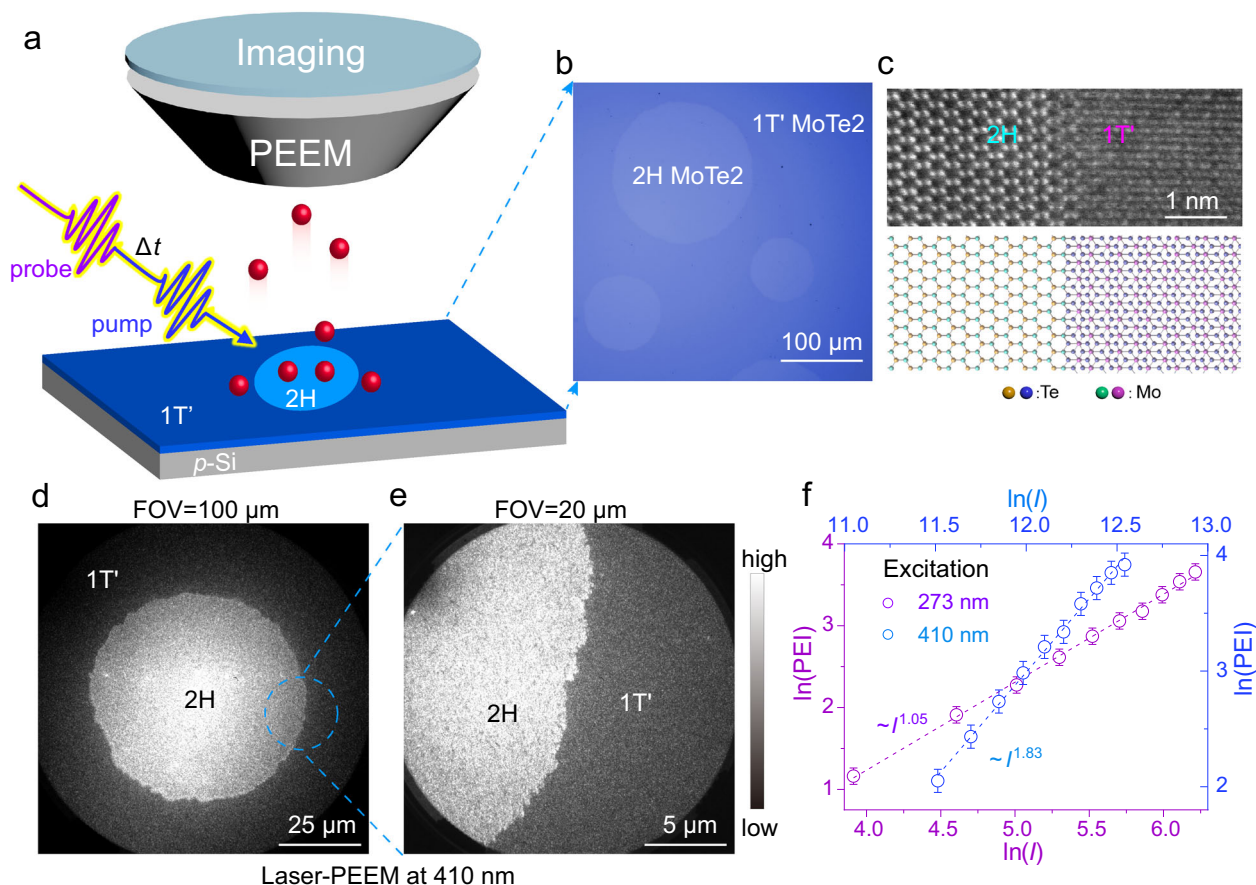 a
Imaging
PEEM
probe
Δt
pump
2H
1T’
p-Si
b
1T' MoTe2
2H MoTe2
100 µm
c
2H
1T'
1 nm
:Te
:Mo
d
FOV=100 µm
1T'
2H
25 µm
e
FOV=20 µm
2H
1T'
5 µm
high
low
Laser-PEEM at 410 nm
f
ln(I)
11.0 11.5 12.0 12.5 13.0
4
3
2
1
ln(PEI)
Excitation
273 nm
410 nm
~I^1.05
~I^1.83
4
3
2
ln(PEI)
4.0 4.5 5.0 5.5 6.0
ln(I)